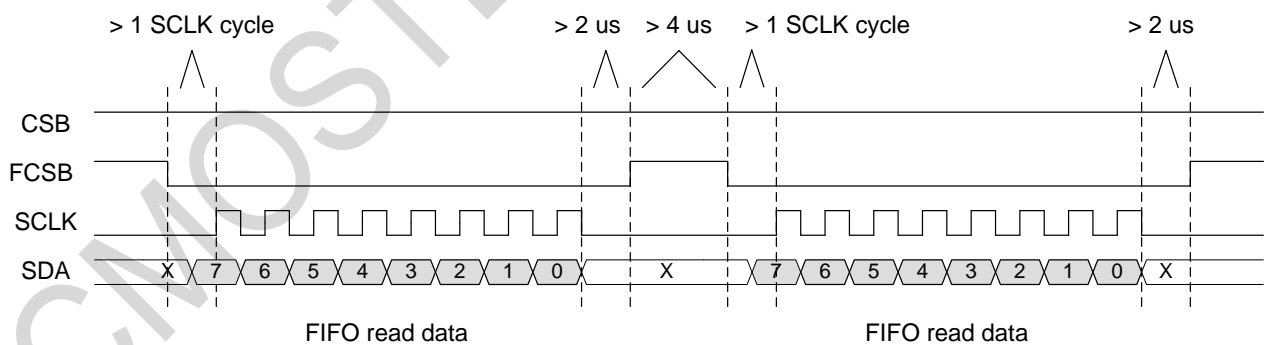 > 1 SCLK cycle > 2 us > 4 us > 1 SCLK cycle > 2 us
CSB
FCSB
SCLK
SDA X 7 6 5 4 3 2 1 0 X 7 6 5 4 3 2 1 0 X
FIFO read data FIFO read data